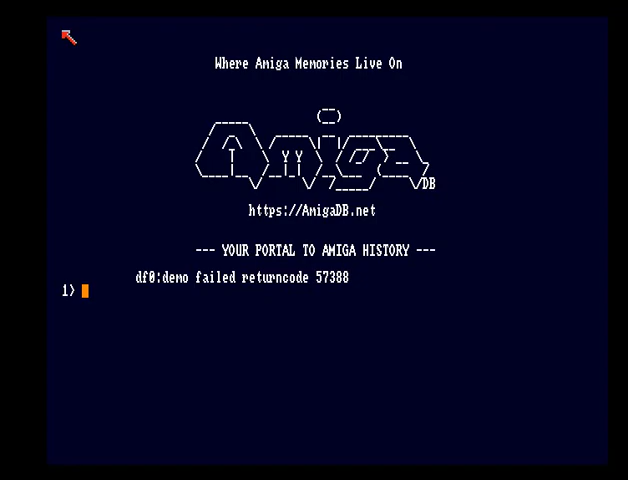 Where Amiga Memories Live On
Amiga
DB
https://AmigaDB.net
--- YOUR PORTAL TO AMIGA HISTORY ---
df0:demo failed returncode 57388
1>